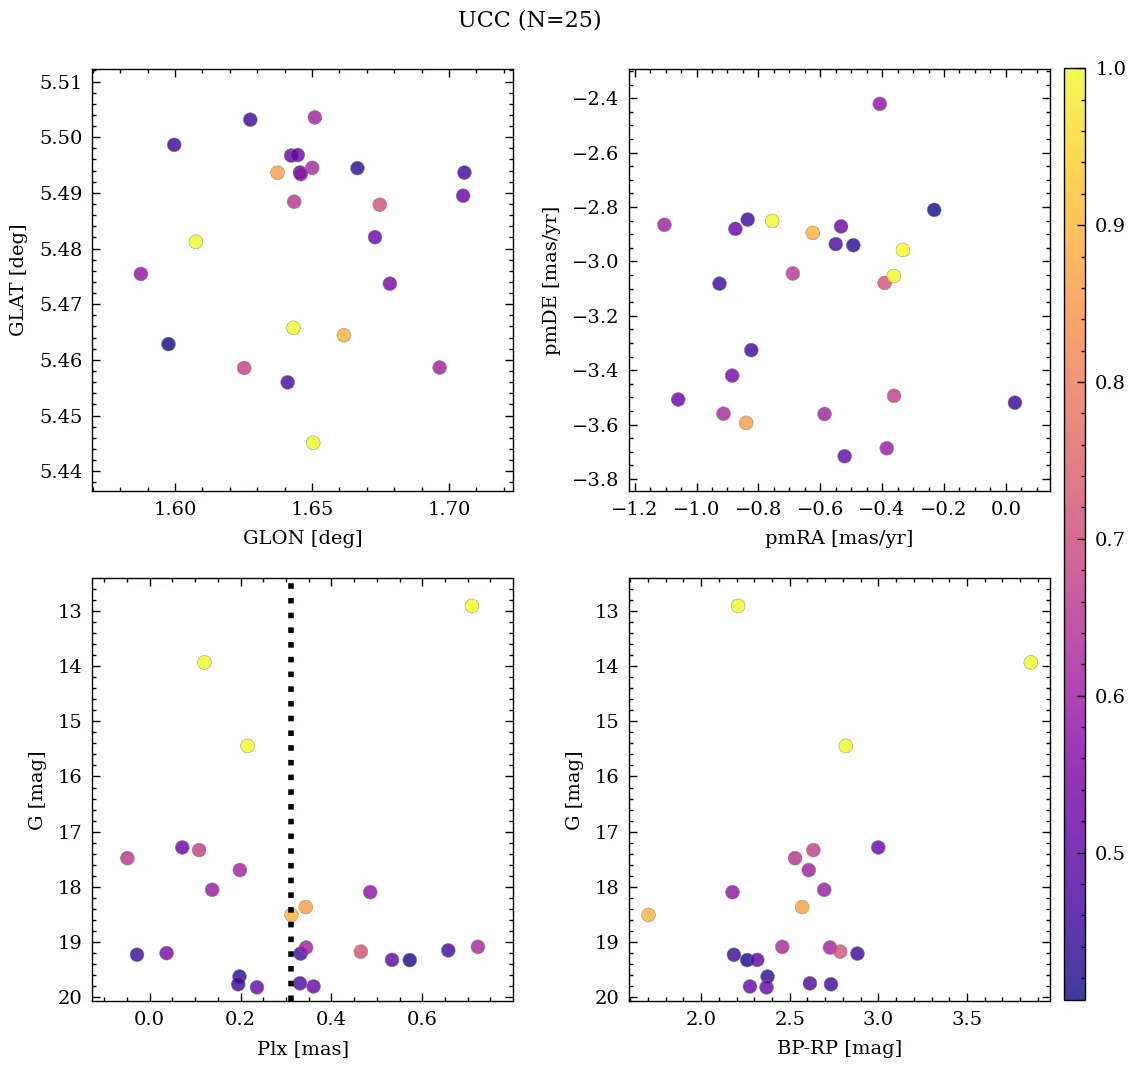 UCC (N=25)
5.51
5.50
5.49
5.48
5.47
5.46
5.45
5.44
GLAT [deg]
1.60 1.65 1.70
GLON [deg]
−2.4
−2.6
−2.8
−3.0
−3.2
−3.4
−3.6
−3.8
pmDE [mas/yr]
−1.2 −1.0 −0.8 −0.6 −0.4 −0.2 0.0
pmRA [mas/yr]
1.0
0.9
0.8
0.7
0.6
0.5
13
14
15
16
17
18
19
20
G [mag]
0.0 0.2 0.4 0.6
Plx [mas]
13
14
15
16
17
18
19
20
G [mag]
2.0 2.5 3.0 3.5
BP-RP [mag]